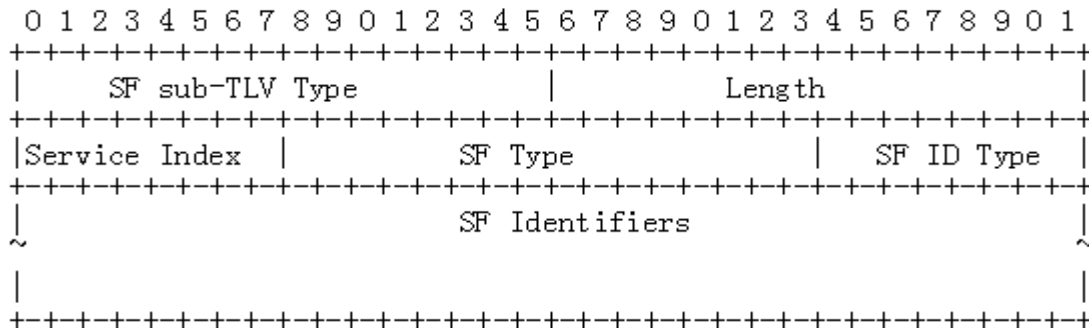 0 1 2 3 4 5 6 7 8 9 0 1 2 3 4 5 6 7 8 9 0 1 2 3 4 5 6 7 8 9 0 1
+-+-+-+-+-+-+-+-+-+-+-+-+-+-+-+-+-+-+-+-+-+-+-+-+-+-+-+-+-+-+-+-+
| SF sub-TLV Type | Length |
+-+-+-+-+-+-+-+-+-+-+-+-+-+-+-+-+-+-+-+-+-+-+-+-+-+-+-+-+-+-+-+-+
|Service Index | SF Type | SF ID Type |
+-+-+-+-+-+-+-+-+-+-+-+-+-+-+-+-+-+-+-+-+-+-+-+-+-+-+-+-+-+-+-+-+
| SF Identifiers |
~ ~
| |
+-+-+-+-+-+-+-+-+-+-+-+-+-+-+-+-+-+-+-+-+-+-+-+-+-+-+-+-+-+-+-+-+